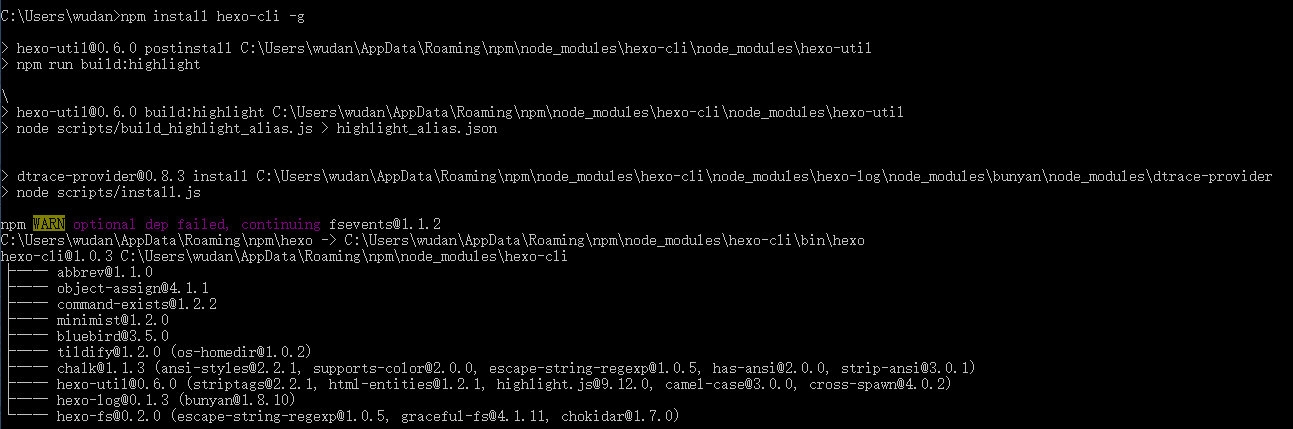 C:\Users\wudan>npm install hexo-cli -g
> hexo-util@0.6.0 postinstall C:\Users\wudan\AppData\Roaming\npm\node_modules\hexo-cli\node_modules\hexo-util
> npm run build:highlight
\
> hexo-util@0.6.0 build:highlight C:\Users\wudan\AppData\Roaming\npm\node_modules\hexo-cli\node_modules\hexo-util
> node scripts/build_highlight_alias.js > highlight_alias.json
> dtrace-provider@0.8.3 install C:\Users\wudan\AppData\Roaming\npm\node_modules\hexo-cli\node_modules\hexo-log\node_modules\bunyan\node_modules\dtrace-provider
> node scripts/install.js
npm WARN optional dep failed, continuing fsevents@1.1.2
C:\Users\wudan\AppData\Roaming\npm\hexo -> C:\Users\wudan\AppData\Roaming\npm\node_modules\hexo-cli\bin\hexo
hexo-cli@1.0.3 C:\Users\wudan\AppData\Roaming\npm\node_modules\hexo-cli
├── abbrev@1.1.0
├── object-assign@4.1.1
├── command-exists@1.2.2
├── minimist@1.2.0
├── bluebird@3.5.0
├── tildify@1.2.0 (os-homedir@1.0.2)
├── chalk@1.1.3 (ansi-styles@2.2.1, supports-color@2.0.0, escape-string-regexp@1.0.5, has-ansi@2.0.0, strip-ansi@3.0.1)
├── hexo-util@0.6.0 (striptags@2.2.1, html-entities@1.2.1, highlight.js@9.12.0, camel-case@3.0.0, cross-spawn@4.0.2)
├── hexo-log@0.1.3 (bunyan@1.8.10)
└── hexo-fs@0.2.0 (escape-string-regexp@1.0.5, graceful-fs@4.1.11, chokidar@1.7.0)